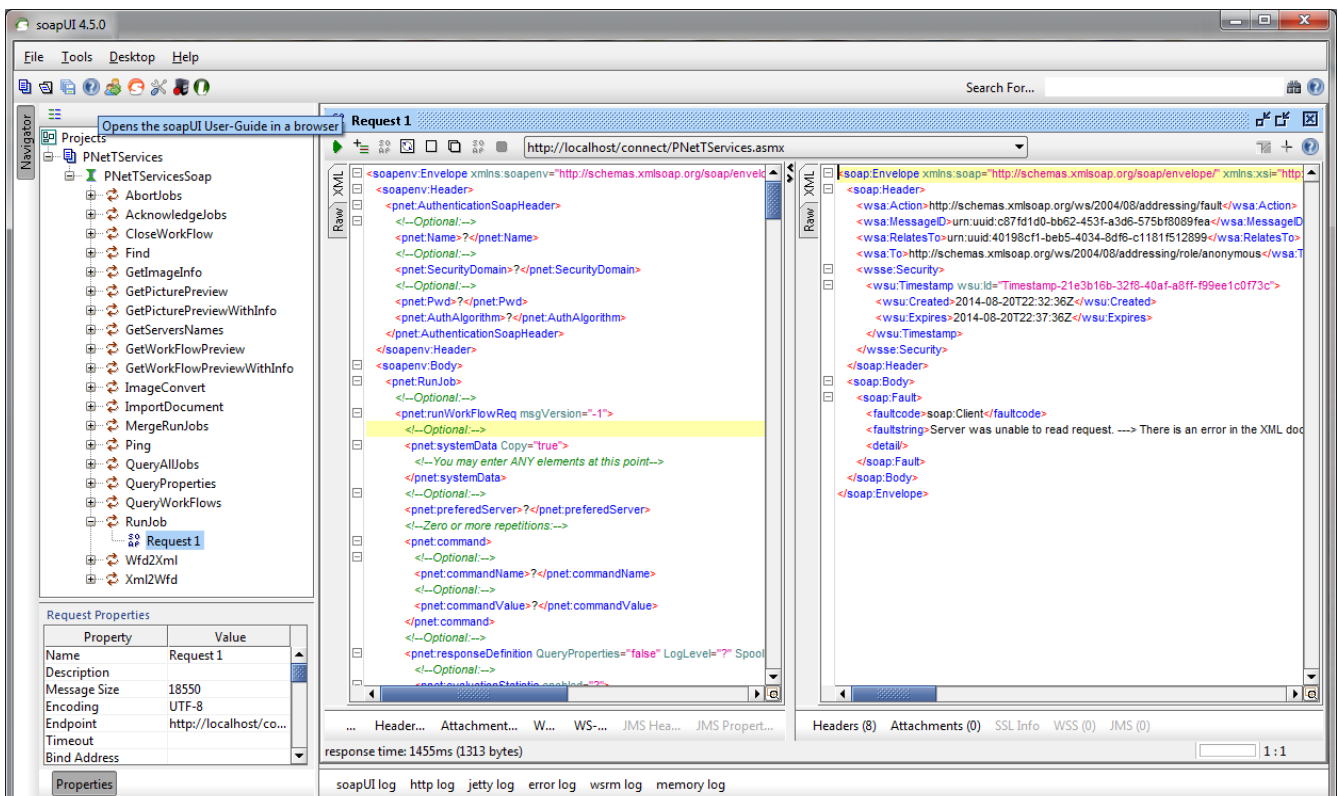 soapUI 4.5.0
File Tools Desktop Help
Search For...
Navigator
Opens the soapUI User-Guide in a browser
Projects
PNetTServices
PNetTServicesSoap
AbortJobs
AcknowledgeJobs
CloseWorkFlow
Find
GetImageInfo
GetPicturePreview
GetPicturePreviewWithInfo
GetServersNames
GetWorkFlowPreview
GetWorkFlowPreviewWithInfo
ImageConvert
ImportDocument
MergeRunJobs
Ping
QueryAllJobs
QueryProperties
QueryWorkFlows
RunJob
Request 1
Wfd2Xml
Xml2Wfd
Request Properties
Property Value
Name Request 1
Description
Message Size 18550
Encoding UTF-8
Endpoint http://localhost/co...
Timeout
Bind Address
Properties
Request 1
http://localhost/connect/PNetTServices.asmx
XML
Raw
<soapenv:Envelope xmlns:soapenv="http://schemas.xmlsoap.org/soap/envelo
<soapenv:Header>
<pnet:AuthenticationSoapHeader>
<!--Optional:-->
<pnet:Name>?</pnet:Name>
<!--Optional:-->
<pnet:SecurityDomain>?</pnet:SecurityDomain>
<!--Optional:-->
<pnet:Pwd>?</pnet:Pwd>
<pnet:AuthAlgorithm>?</pnet:AuthAlgorithm>
</pnet:AuthenticationSoapHeader>
</soapenv:Header>
<soapenv:Body>
<pnet:RunJob>
<!--Optional:-->
<pnet:runWorkFlowReq msgVersion="-1">
<!--Optional:-->
<pnet:systemData Copy="true">
<!--You may enter ANY elements at this point-->
</pnet:systemData>
<!--Optional:-->
<pnet:preferedServer>?</pnet:preferedServer>
<!--Zero or more repetitions:-->
<pnet:command>
<!--Optional:-->
<pnet:commandName>?</pnet:commandName>
<!--Optional:-->
<pnet:commandValue>?</pnet:commandValue>
</pnet:command>
<!--Optional:-->
<pnet:responseDefinition QueryProperties="false" LogLevel="?" Spool
<!--Optional:-->
<pnet:evaluationStatistic enabled="?">
... Header... Attachment... W... WS-... JMS Hea... JMS Propert...
XML
Raw
<soap:Envelope xmlns:soap="http://schemas.xmlsoap.org/soap/envelope/" xmlns:xsi="http:
<soap:Header>
<wsa:Action>http://schemas.xmlsoap.org/ws/2004/08/addressing/fault</wsa:Action>
<wsa:MessageID>urn:uuid:c87fd1d0-bb62-453f-a3d6-575bf8089fea</wsa:MessageID
<wsa:RelatesTo>urn:uuid:40198cf1-beb5-4034-8df6-c1181f512899</wsa:RelatesTo>
<wsa:To>http://schemas.xmlsoap.org/ws/2004/08/addressing/role/anonymous</wsa:T
<wsse:Security>
<wsu:Timestamp wsu:Id="Timestamp-21e3b16b-32f8-40af-a8ff-f99ee1c0f73c">
<wsu:Created>2014-08-20T22:32:36Z</wsu:Created>
<wsu:Expires>2014-08-20T22:37:36Z</wsu:Expires>
</wsu:Timestamp>
</wsse:Security>
</soap:Header>
<soap:Body>
<soap:Fault>
<faultcode>soap:Client</faultcode>
<faultstring>Server was unable to read request. ---> There is an error in the XML doc
<detail/>
</soap:Fault>
</soap:Body>
</soap:Envelope>
Headers (8) Attachments (0) SSL Info WSS (0) JMS (0)
response time: 1455ms (1313 bytes)
1 : 1
soapUI log http log jetty log error log wsrm log memory log